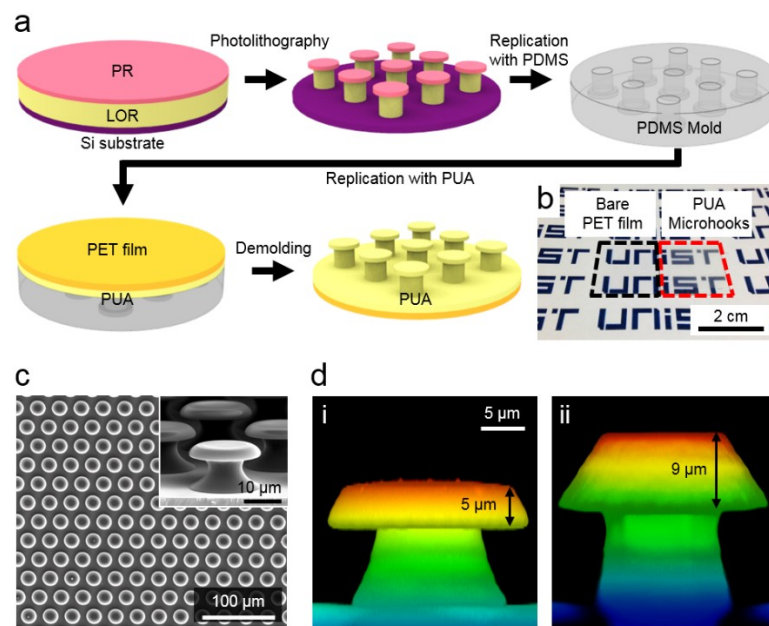 a
Photolithography
Replication
with PDMS
PR
LOR
Si substrate
PDMS Mold
Replication with PUA
PET film
PUA
Demolding
PUA
b
Bare
PET film
PUA
Microhooks
UNIST
2 cm
c
10 µm
100 µm
d
i
5 µm
5 µm
ii
9 µm